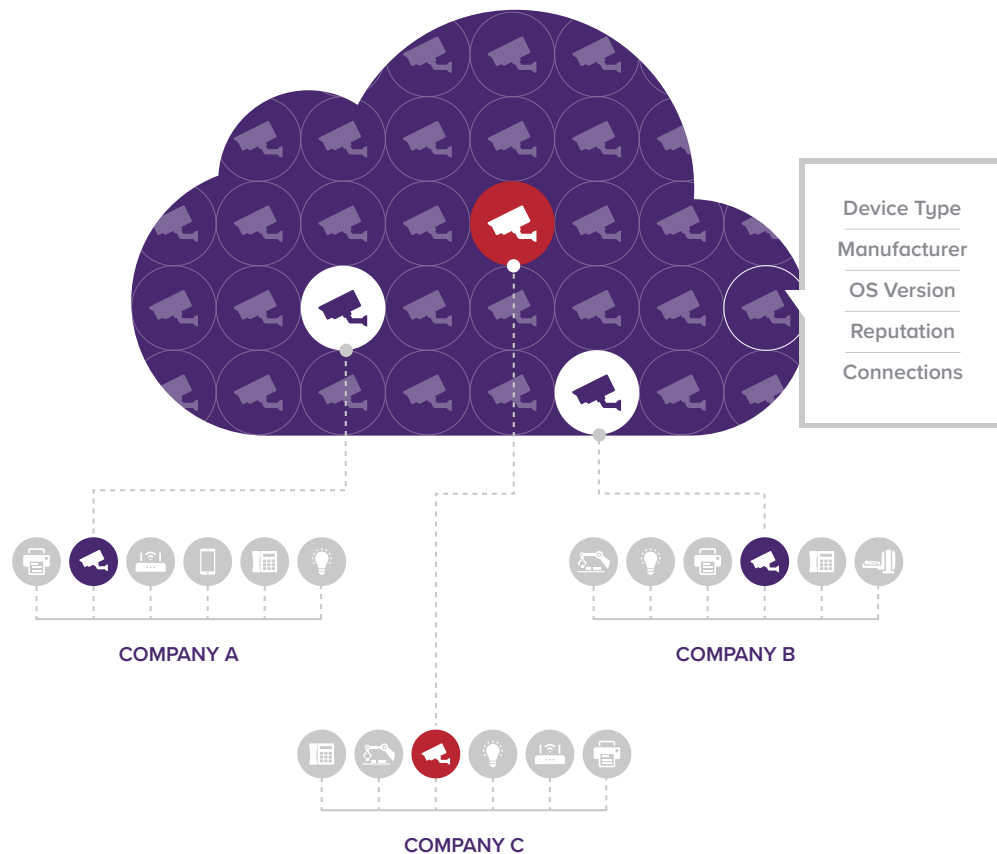 Device Type
Manufacturer
OS Version
Reputation
Connections
COMPANY A
COMPANY B
COMPANY C